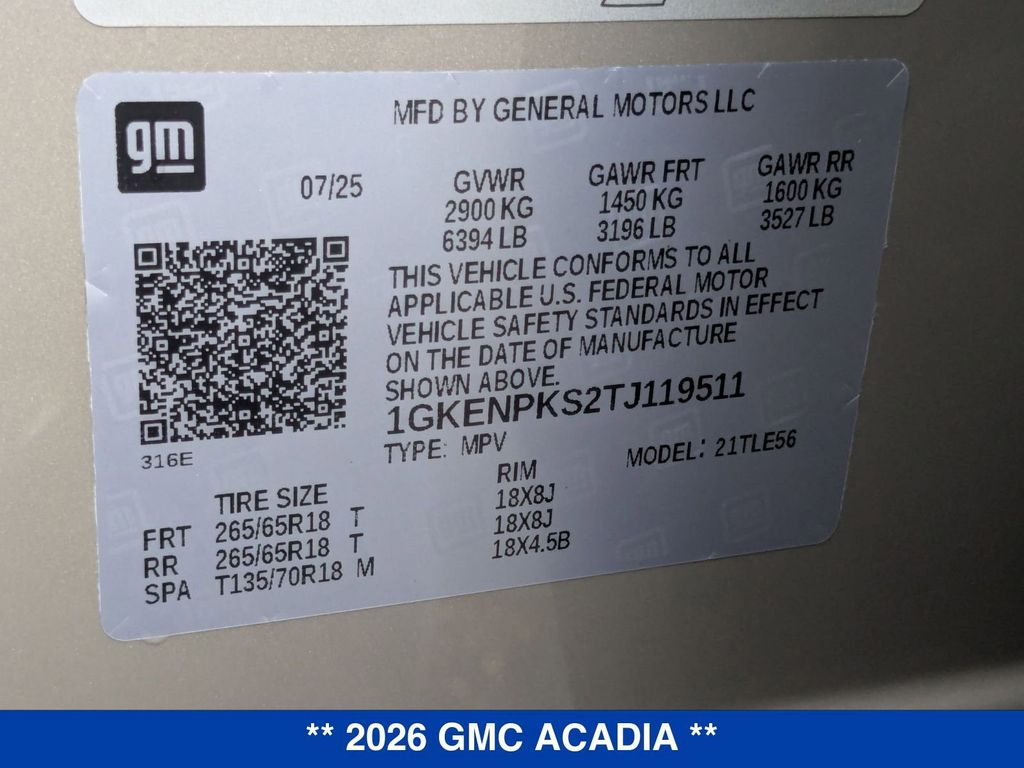 gm
MFD BY GENERAL MOTORS LLC
07/25
GVWR GAWR FRT GAWR RR
2900 KG 1450 KG 1600 KG
6394 LB 3196 LB 3527 LB
THIS VEHICLE CONFORMS TO ALL
APPLICABLE U.S. FEDERAL MOTOR
VEHICLE SAFETY STANDARDS IN EFFECT
ON THE DATE OF MANUFACTURE
SHOWN ABOVE.
1GKENPKS2TJ119511
316E
TYPE: MPV MODEL: 21TLE56
TIRE SIZE RIM
FRT 265/65R18 T 18X8J
RR 265/65R18 T 18X8J
SPA T135/70R18 M 18X4.5B
** 2026 GMC ACADIA **